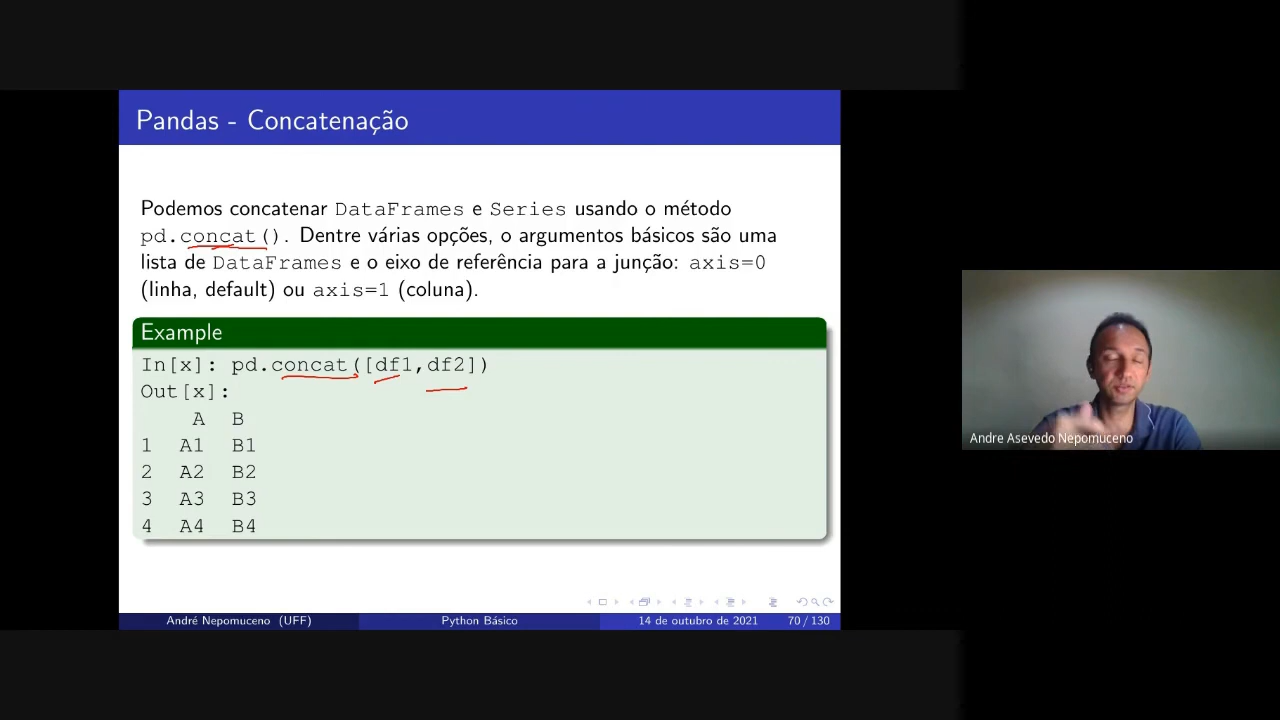 Pandas - Concatenação
Podemos concatenar DataFrames e Series usando o método
pd.concat(). Dentre várias opções, o argumentos básicos são uma
lista de DataFrames e o eixo de referência para a junção: axis=0
(linha, default) ou axis=1 (coluna).
Example
In[x]: pd.concat([df1,df2])
Out[x]:
A B
1 A1 B1
2 A2 B2
3 A3 B3
4 A4 B4
André Nepomuceno (UFF) Python Básico 14 de outubro de 2021 70 / 130
Andre Asevedo Nepomuceno